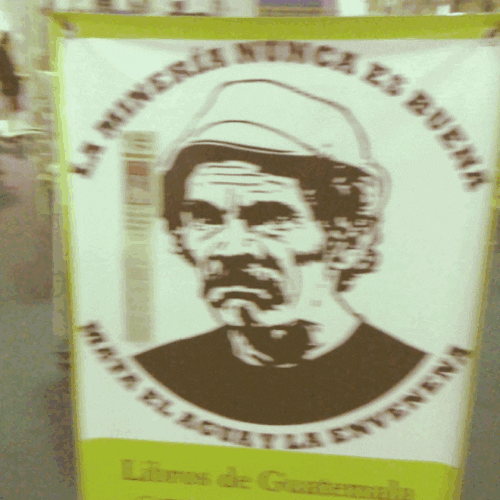 LA MINERÍA NUNCA ES BUENA
MATA EL AGUA Y LA ENVENENA
Libros de Guatemala